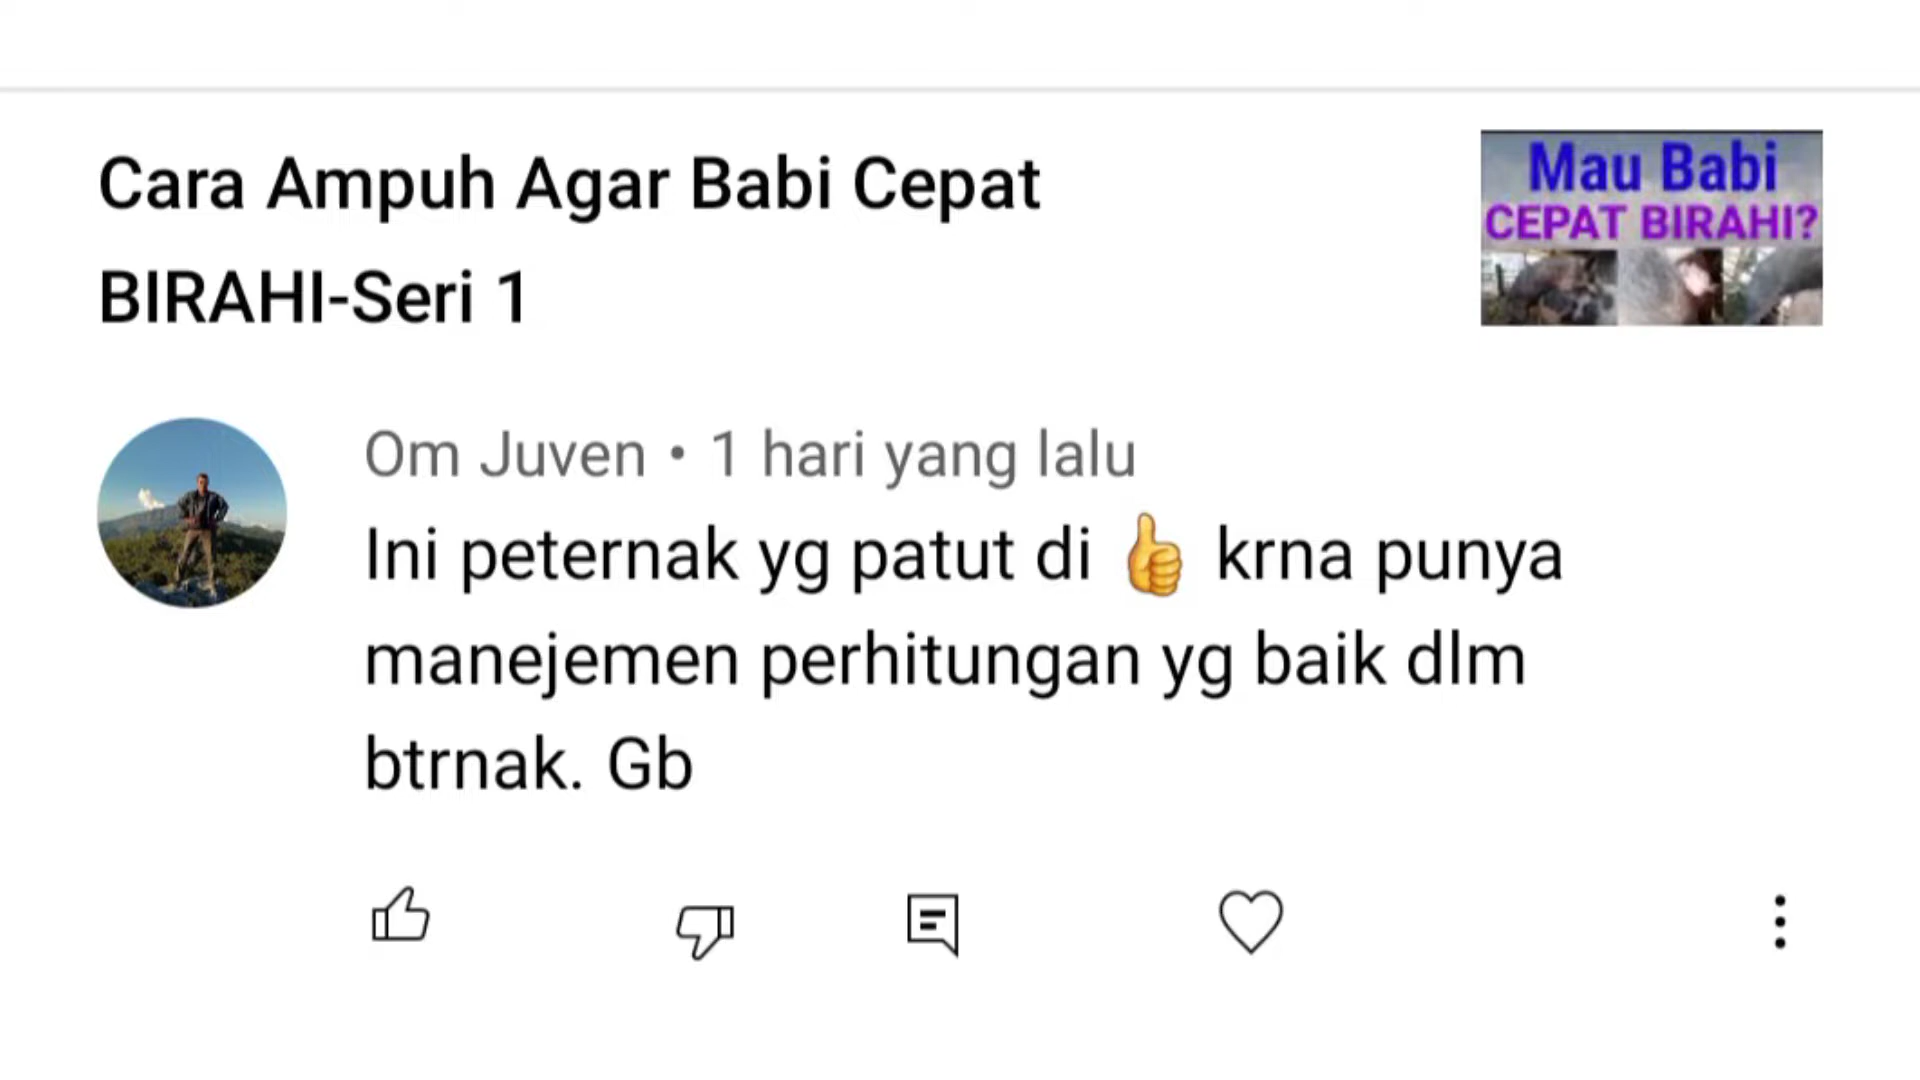 Cara Ampuh Agar Babi Cepat
BIRAHI-Seri 1
Mau Babi
CEPAT BIRAHI?
Om Juven • 1 hari yang lalu
Ini peternak yg patut di 👍 krna punya
manejemen perhitungan yg baik dlm
btrnak. Gb